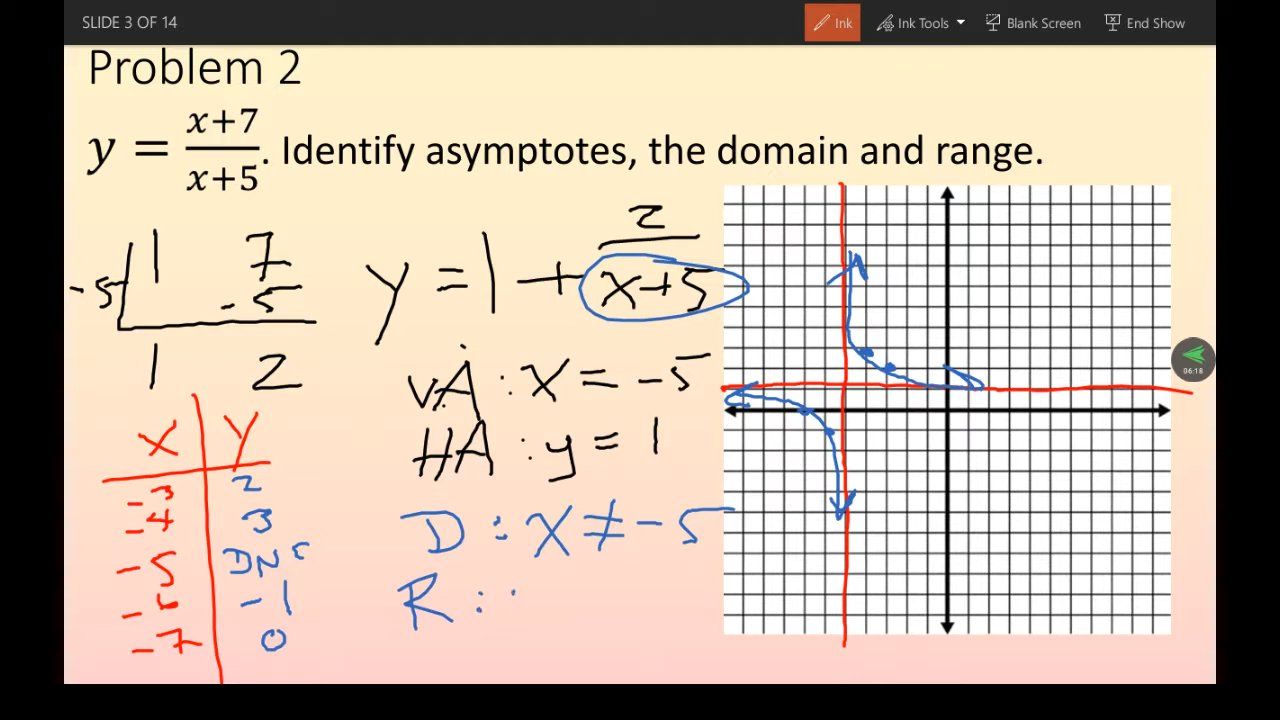 SLIDE 3 OF 14
Ink
Ink Tools
Blank Screen
End Show
Problem 2
y = x+7/x+5. Identify asymptotes, the domain and range.
-5 1 7
-5
1 2
y = 1 + 2/x+5
VA : x = -5
HA : y = 1
D : x ≠ -5
R :
X Y
-3 2
-4 3
-5 DNE
-6 -1
-7 0
06:18